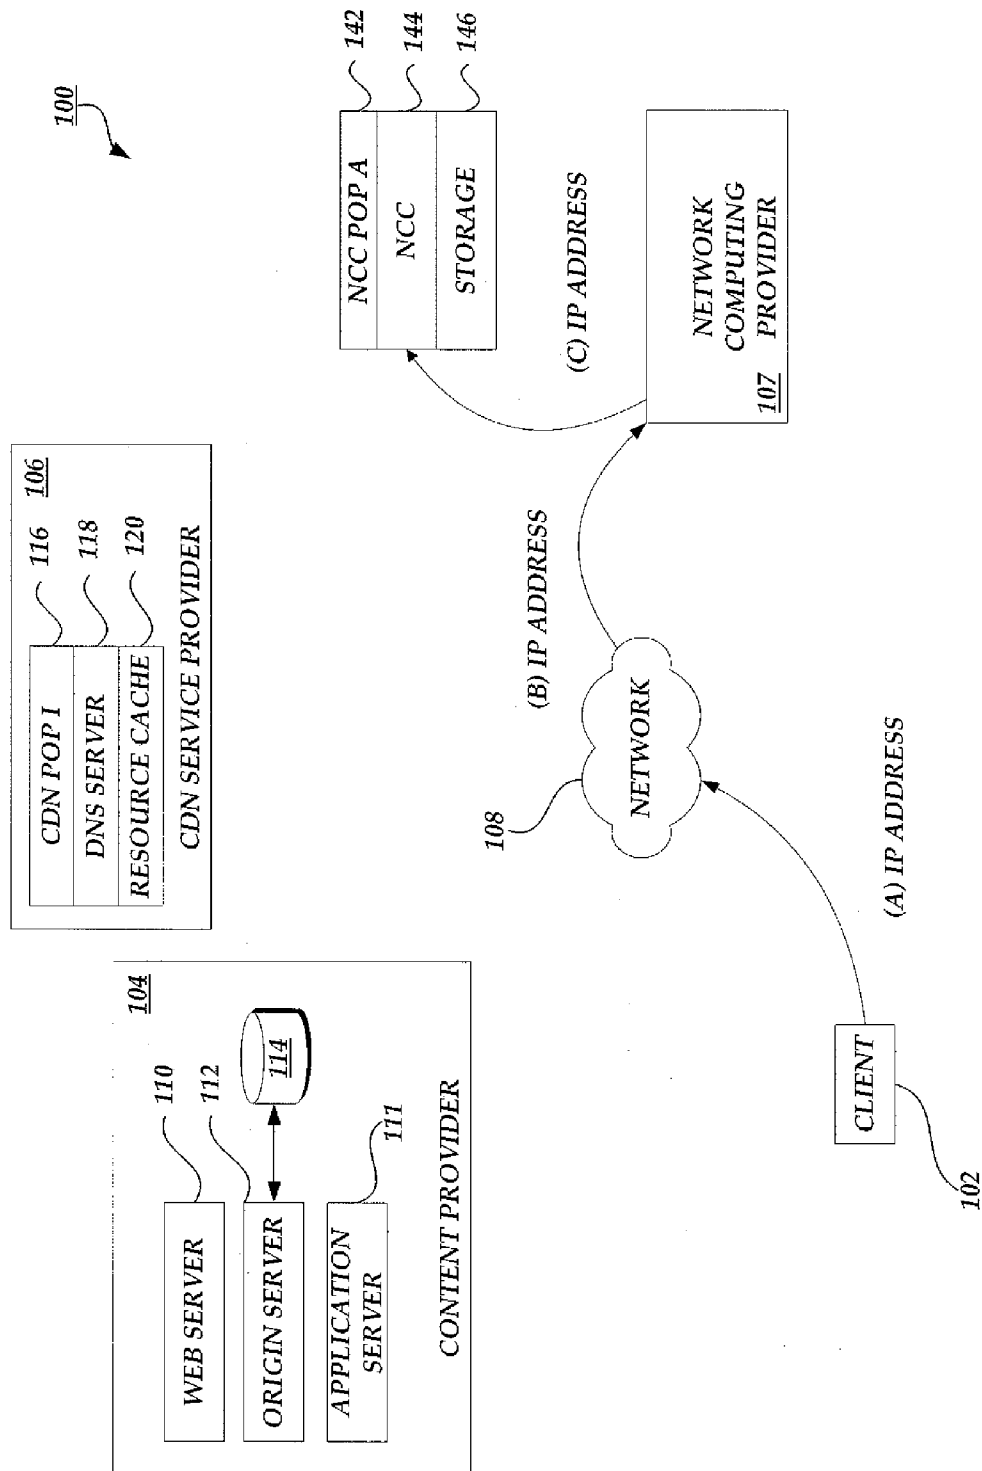 100
104
WEB SERVER
110
ORIGIN SERVER
112
114
APPLICATION
SERVER
111
CONTENT PROVIDER
106
CDN POP I
116
DNS SERVER
118
RESOURCE CACHE
120
CDN SERVICE PROVIDER
NCC POP A
142
NCC
144
STORAGE
146
CLIENT
102
(A) IP ADDRESS
NETWORK
108
(B) IP ADDRESS
(C) IP ADDRESS
NETWORK
COMPUTING
PROVIDER
107